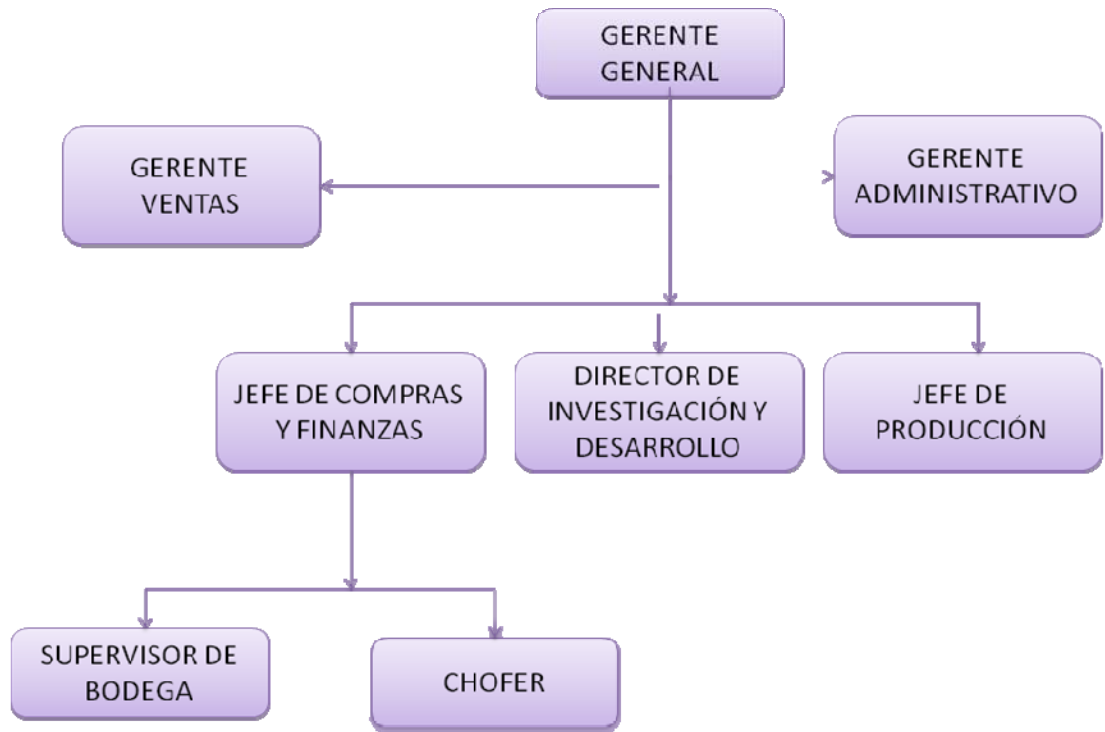 GERENTE
GENERAL
GERENTE
VENTAS
GERENTE
ADMINISTRATIVO
JEFE DE COMPRAS
Y FINANZAS
DIRECTOR DE
INVESTIGACIÓN Y
DESARROLLO
JEFE DE
PRODUCCIÓN
SUPERVISOR DE
BODEGA
CHOFER